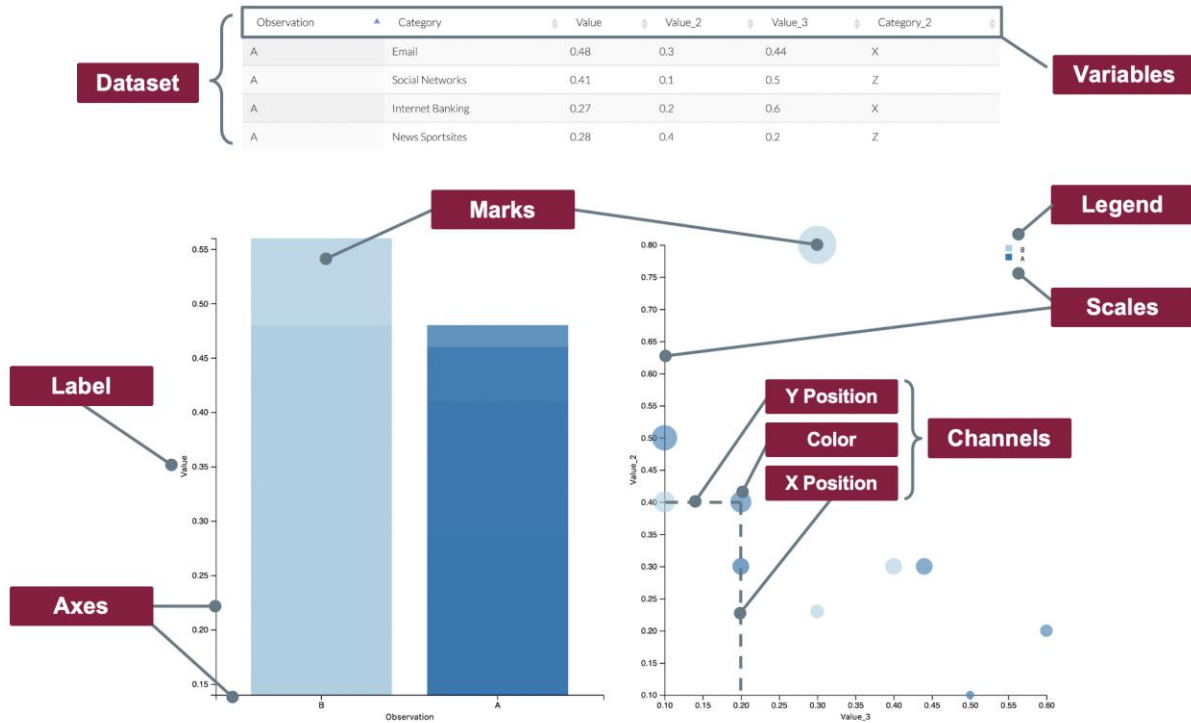 Observation Category Value Value_2 Value_3 Category_2
A Email 0.48 0.3 0.44 X
A Social Networks 0.41 0.1 0.5 Z
A Internet Banking 0.27 0.2 0.6 X
A News Sportsites 0.28 0.4 0.2 Z
Dataset
Variables
Marks
Legend
Scales
Label
Axes
Y Position
Color
X Position
Channels
0.55
0.50
0.45
0.40
0.35
0.30
0.25
0.20
0.15
Value
B A
Observation
0.80
0.75
0.70
0.65
0.60
0.55
0.50
0.45
0.40
0.35
0.30
0.25
0.20
0.15
0.10
Value_2
0.10 0.15 0.20 0.25 0.30 0.35 0.40 0.45 0.50 0.55 0.60
Value_3
B
A